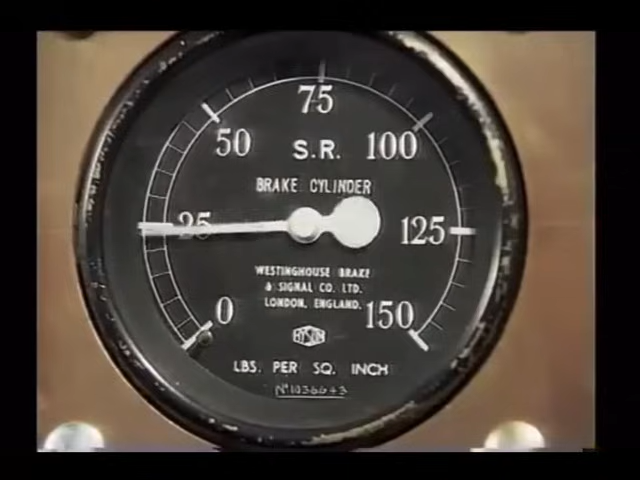 75
50 S.R. 100
BRAKE CYLINDER
25 125
WESTINGHOUSE BRAKE
& SIGNAL CO. LTD.
LONDON, ENGLAND.
0 150
LBS. PER SQ. INCH